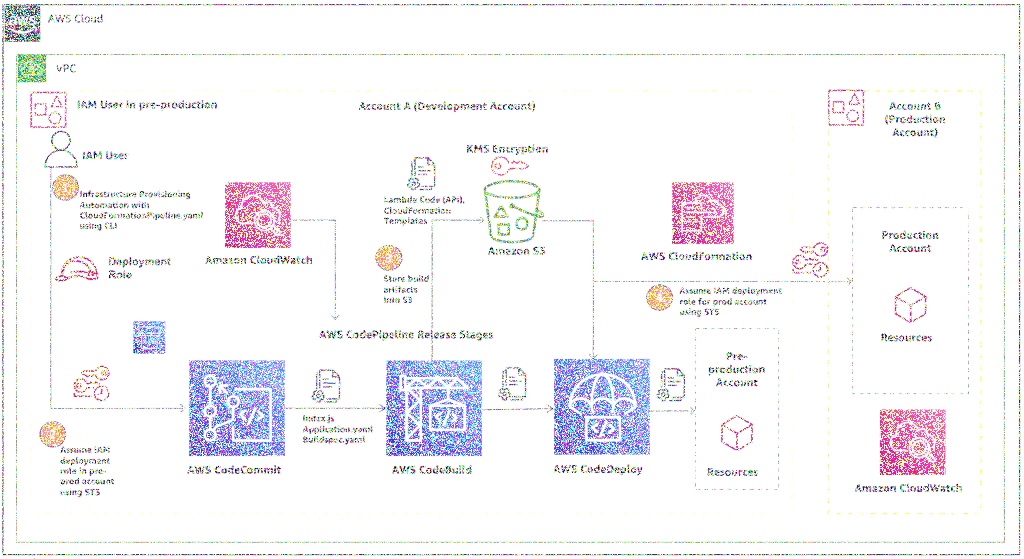 AWS Cloud
VPC
IAM User in pre-production
Account A (Development Account)
Account B
(Production
Account)
IAM User
KMS Encryption
Infrastructure Provisioning
Automation with
CloudFormationPipeline.yaml
using CLI
Lambda Code (API),
CloudFormation
Templates
Amazon S3
Production
Account
Deployment
Role
Amazon CloudWatch
AWS CloudFormation
Store build
artifacts
into S3
Assume IAM deployment
role for prod account
using STS
AWS CodePipeline Release Stages
Resources
Pre-
production
Account
Index.js
Application.yaml
Buildspec.yaml
Assume IAM
deployment
role in pre-
prod account
using STS
AWS CodeCommit
AWS CodeBuild
AWS CodeDeploy
Resources
Amazon CloudWatch